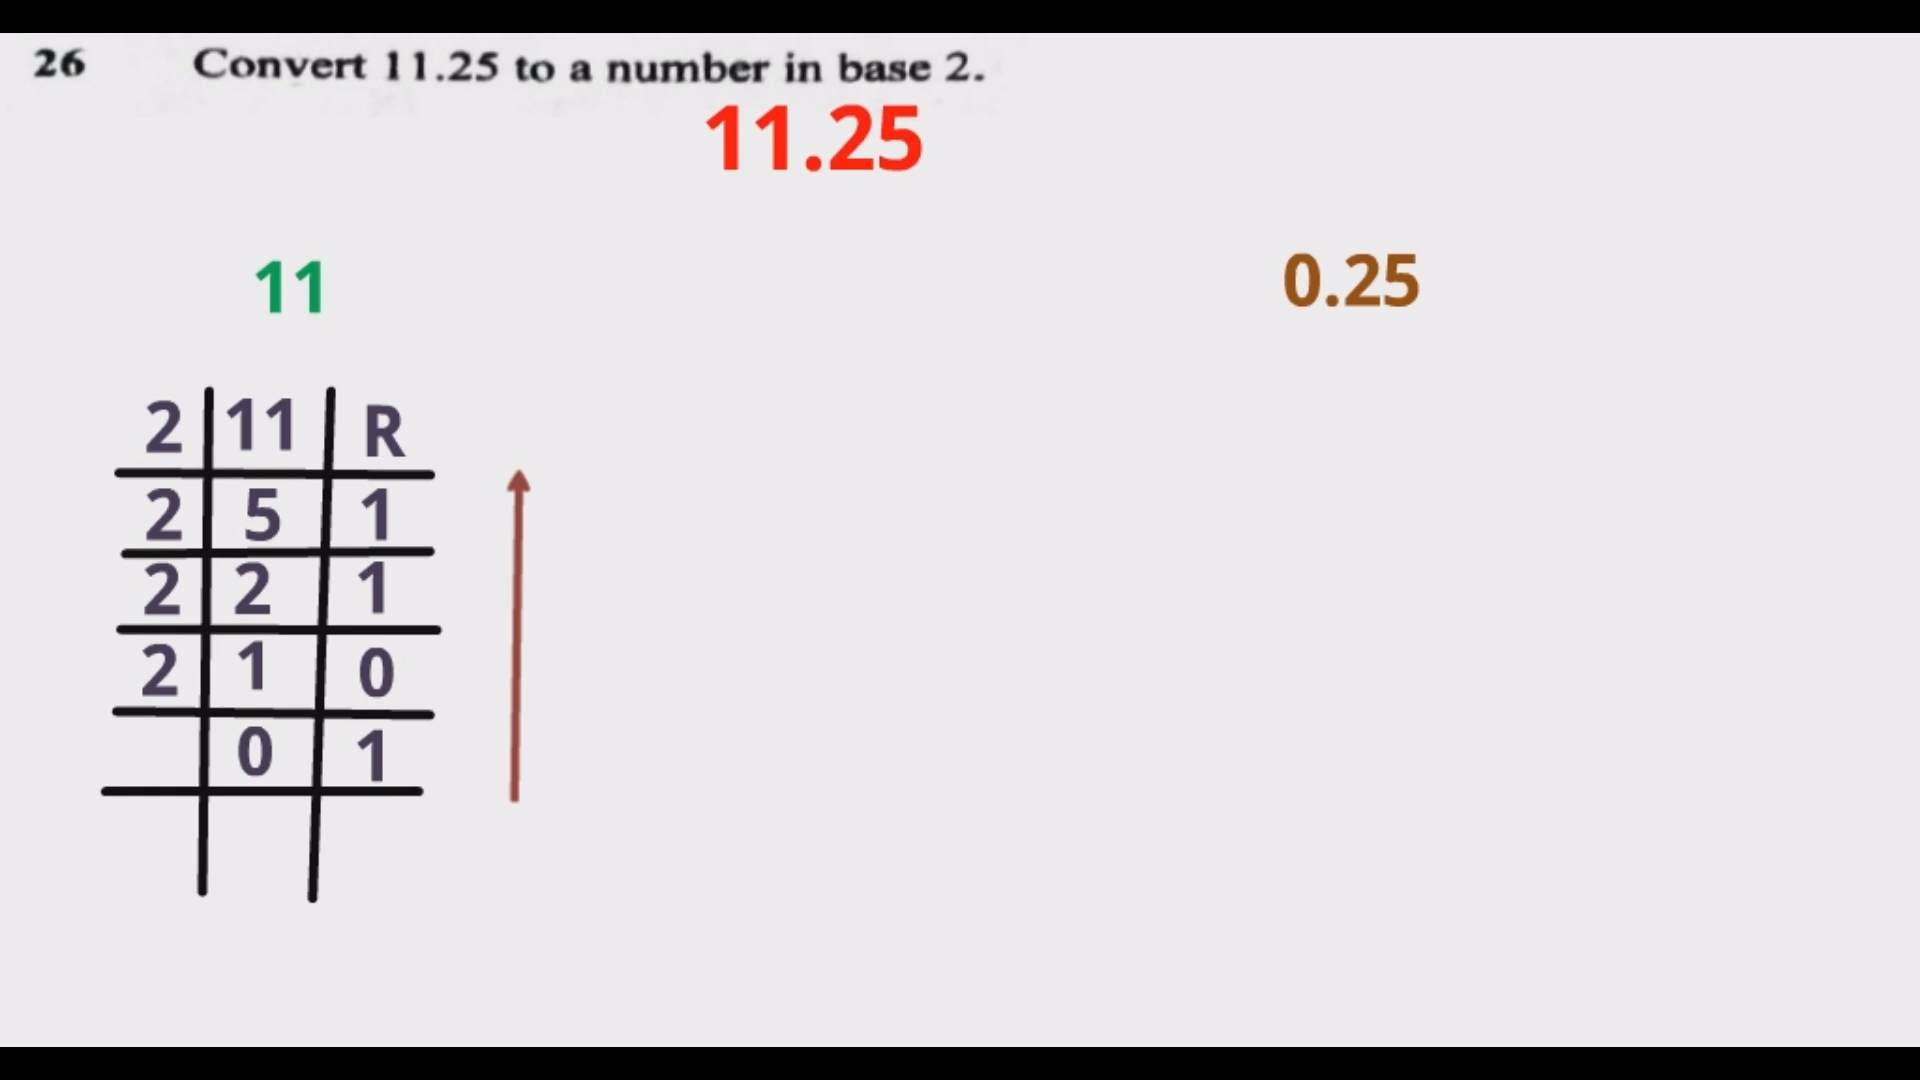 26 Convert 11.25 to a number in base 2.
11.25
11
0.25
2 11 R
2 5 1
2 2 1
2 1 0
0 1